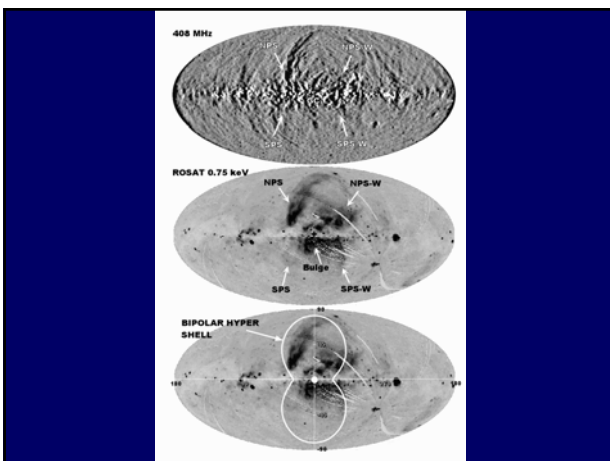 408 MHz
NPS NPS-W
SPS SPS-W
ROSAT 0.75 keV
NPS NPS-W
Bulge
SPS SPS-W
BIPOLAR HYPER
SHELL
180 180